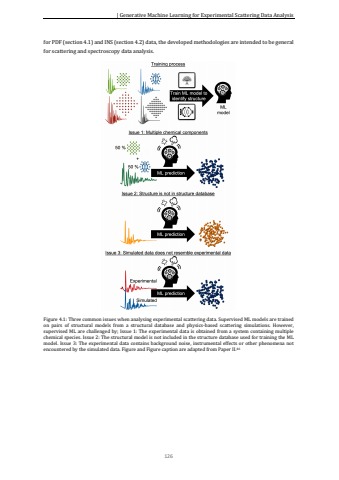 | Generative Machine Learning for Experimental Scattering Data Analysis
for PDF (section 4.1) and INS (section 4.2) data, the developed methodologies are intended to be general
for scattering and spectroscopy data analysis.
Training process
Train ML model to
identify structure
ML
model
Issue 1: Multiple chemical components
50 %
+
50 %
ML prediction
Issue 2: Structure is not in structure database
ML prediction
Issue 3: Simulated data does not resemble experimental data
Experimental
Simulated
ML prediction
Figure 4.1: Three common issues when analysing experimental scattering data. Supervised ML models are trained
on pairs of structural models from a structural database and physics-based scattering simulations. However,
supervised ML are challenged by; Issue 1: The experimental data is obtained from a system containing multiple
chemical species. Issue 2: The structural model is not included in the structure database used for training the ML
model. Issue 3: The experimental data contains background noise, instrumental effects or other phenomena not
encountered by the simulated data. Figure and Figure caption are adapted from Paper II.
126